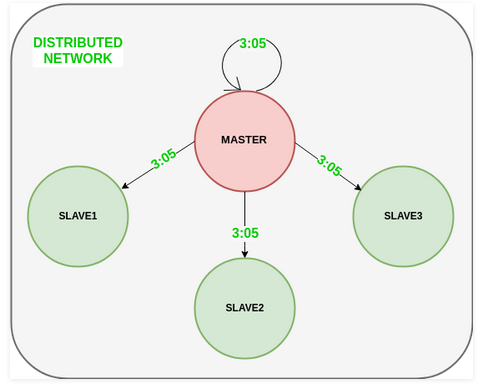 DISTRIBUTED
NETWORK
3:05
MASTER
3:05
3:05
SLAVE1
SLAVE3
3:05
SLAVE2